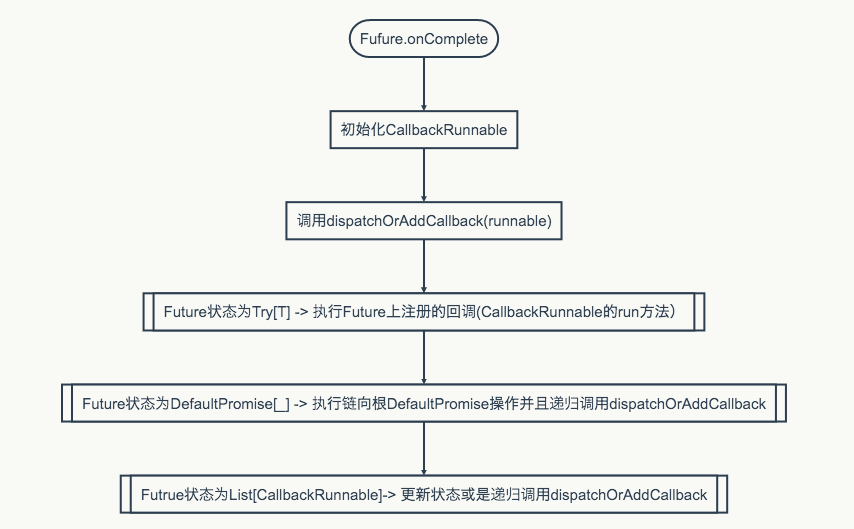 Fufure.onComplete
初始化CallbackRunnable
调用dispatchOrAddCallback(runnable)
Future状态为Try[T] -> 执行Future上注册的回调(CallbackRunnable的run方法）
Future状态为DefaultPromise[_] -> 执行链向根DefaultPromise操作并且递归调用dispatchOrAddCallback
Futrue状态为List[CallbackRunnable]-> 更新状态或是递归调用dispatchOrAddCallback